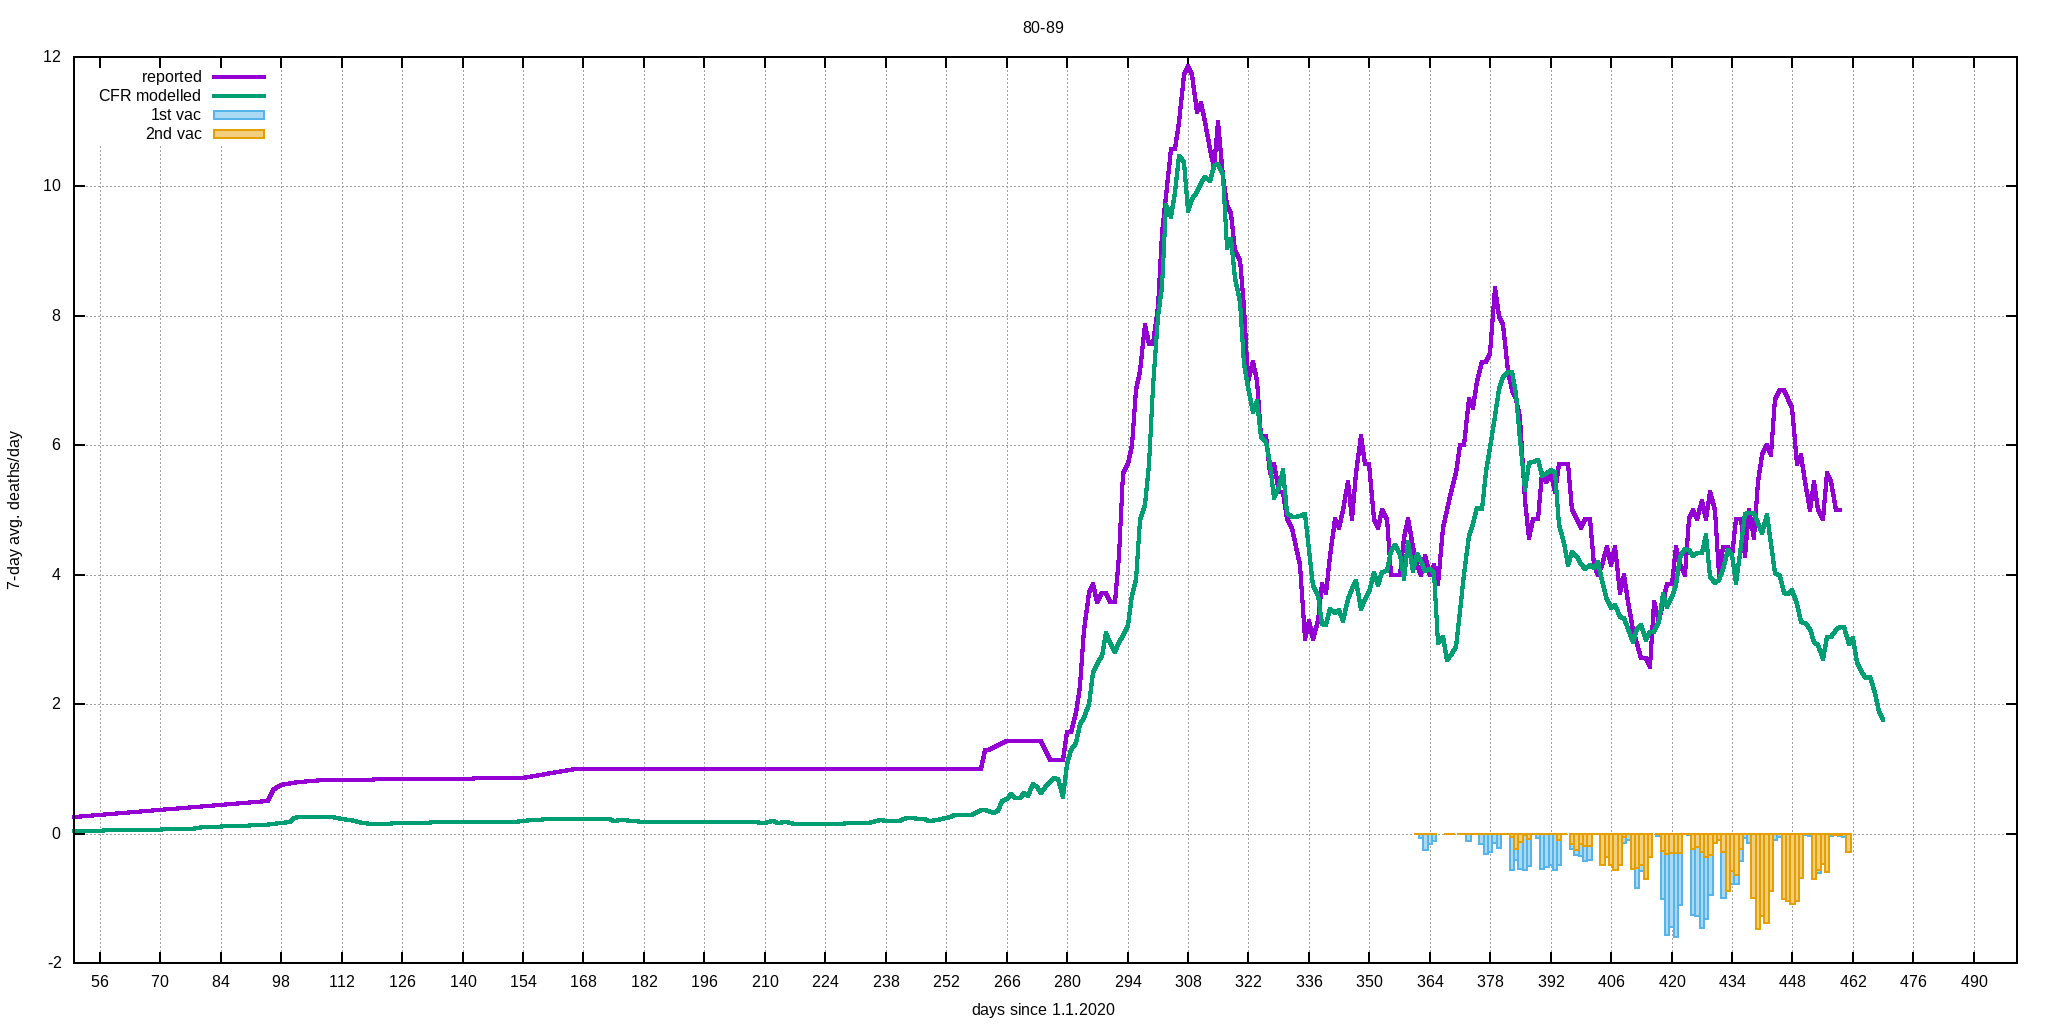 80-89
12
10
8
6
4
2
0
-2
reported
CFR modelled
1st vac
2nd vac
7-day avg. deaths/day
56 70 84 98 112 126 140 154 168 182 196 210 224 238 252 266 280 294 308 322 336 350 364 378 392 406 420 434 448 462 476 490
days since 1.1.2020